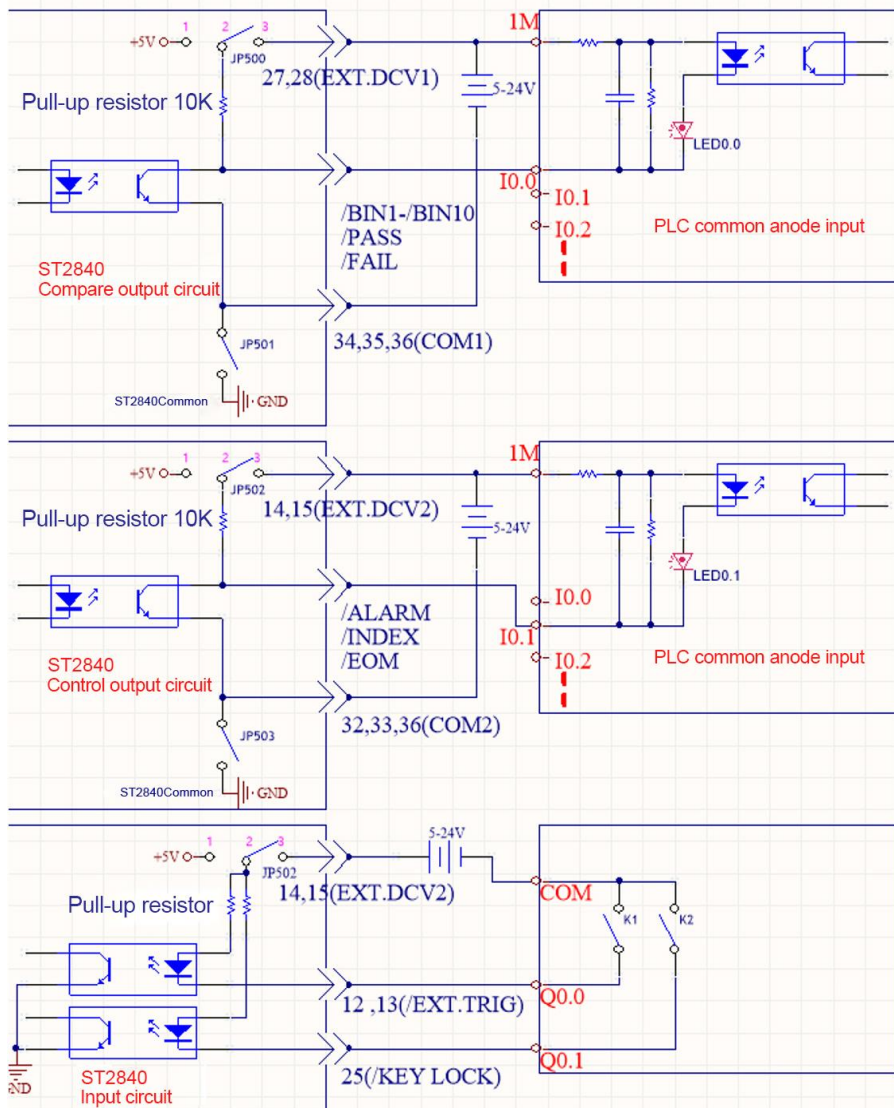 1
2
3
1M
+5V
JP500
27,28(EXT.DCV1)
5-24V
Pull-up resistor 10K
LED0.0
I0.0
I0.1
/BIN1-/BIN10
I0.2
PLC common anode input
/PASS
/FAIL
ST2840
Compare output circuit
34,35,36(COM1)
JP501
ST2840Common
GND
1
2
3
1M
+5V
JP502
14,15(EXT.DCV2)
5-24V
Pull-up resistor 10K
LED0.1
I0.0
/ALARM
I0.1
/INDEX
I0.2
PLC common anode input
/EOM
ST2840
Control output circuit
32,33,36(COM2)
JP503
ST2840Common
GND
1
2
3
5-24V
+5V
JP502
14,15(EXT.DCV2)
COM
Pull-up resistor
K1
K2
12 ,13(/EXT.TRIG)
Q0.0
Q0.1
25(/KEY LOCK)
ST2840
Input circuit